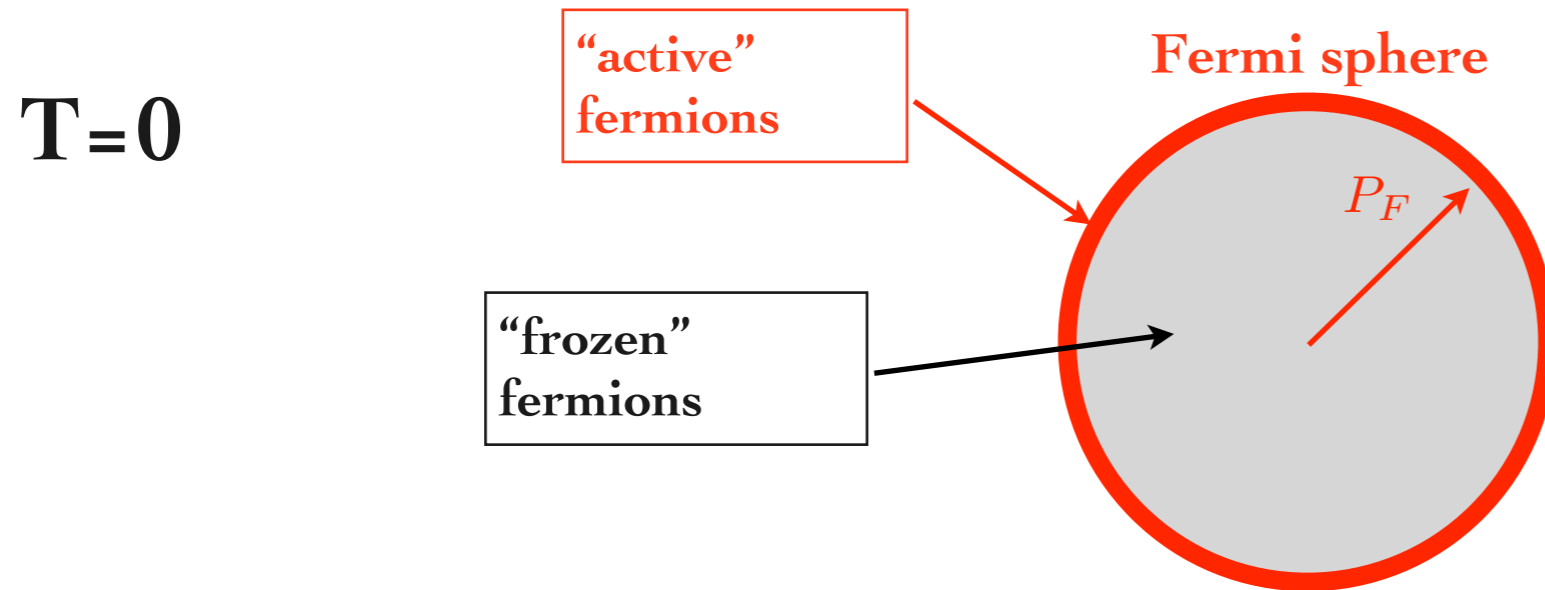 T=0
“active”
fermions
Fermi sphere
P_F
“frozen”
fermions